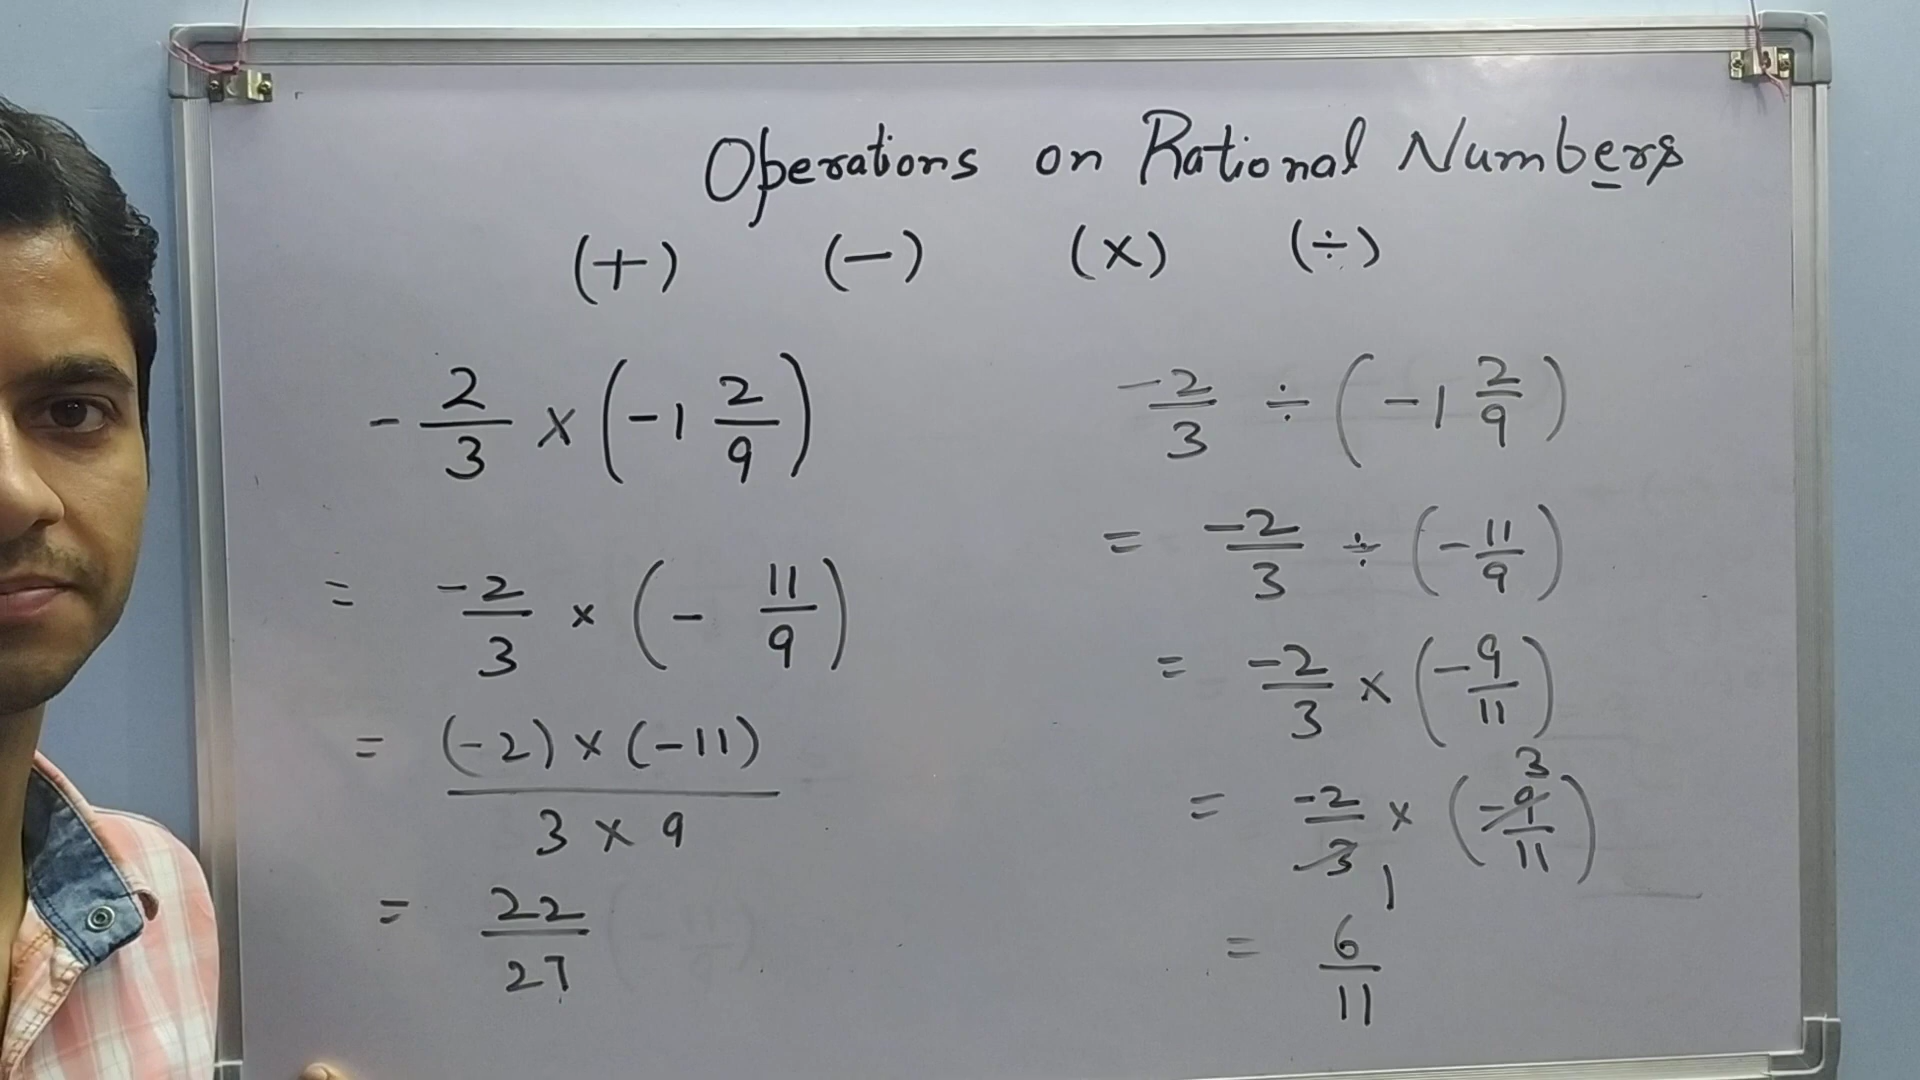 Operations on Rational Numbers
(+) (−) (×) (÷)
- 2/3 × (-1 2/9)
= -2/3 × (- 11/9)
= (-2) × (-11) / 3 × 9
= 22/27
-2/3 ÷ (-1 2/9)
= -2/3 ÷ (-11/9)
= -2/3 × (-9/11)
= -2/3 1 × (-9/11) 3
= 6/11